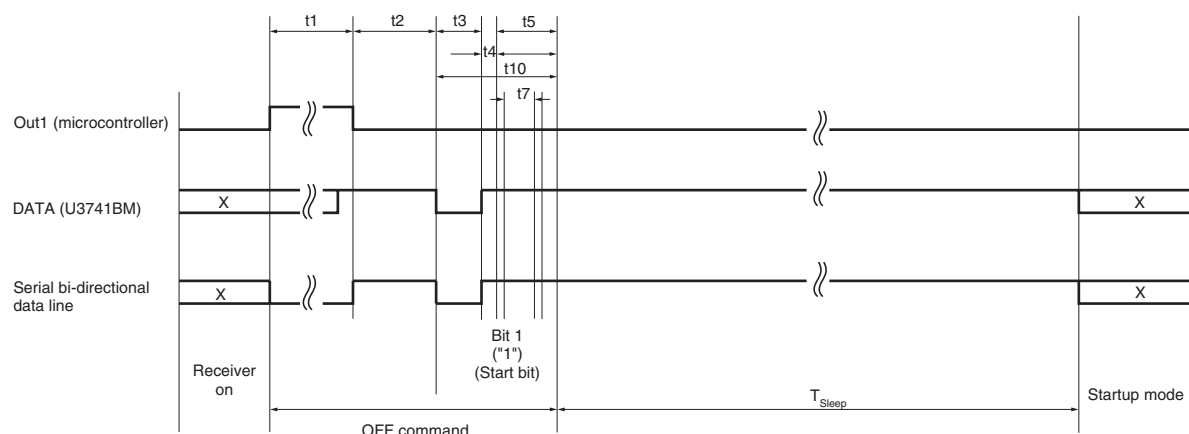 t1
t2
t3
t5
t4
t10
t7
Out1 (microcontroller)
DATA (U3741BM)
X
X
Serial bi-directional
data line
X
X
Bit 1
("1")
(Start bit)
Receiver
on
TSleep
Startup mode
OFF command